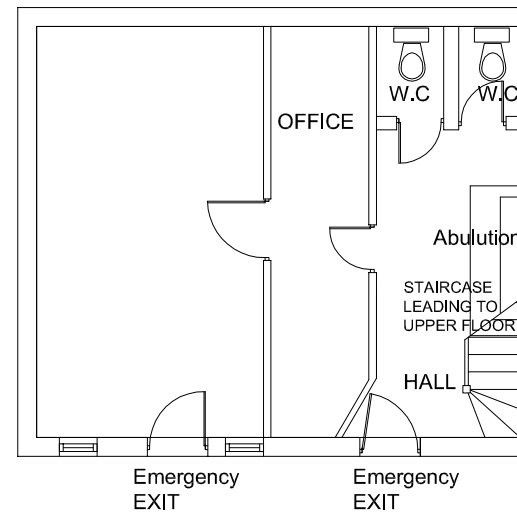 W.C
W.C
OFFICE
Abulution
STAIRCASE
LEADING TO
UPPER FLOOR
HALL
Emergency
EXIT
Emergency
EXIT